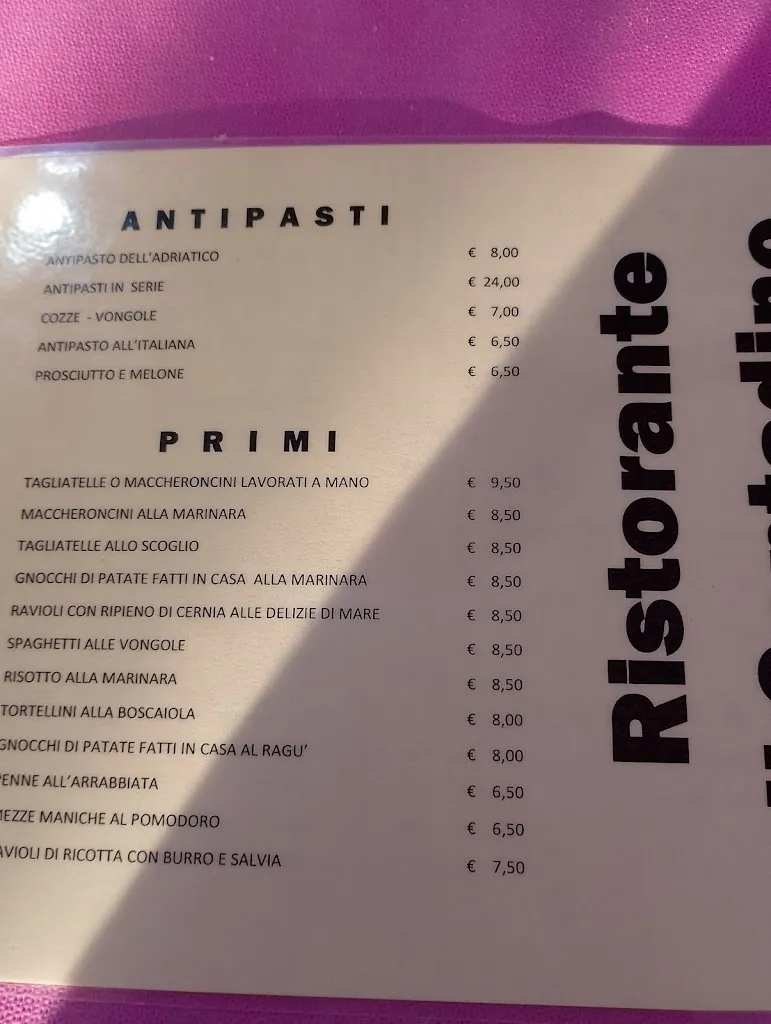 ANTIPASTI
ANTIPASTO DELL'ADRIATICO € 8,00
ANTIPASTI IN SERIE € 24,00
COZZE - VONGOLE € 7,00
ANTIPASTO ALL'ITALIANA € 6,50
PROSCIUTTO E MELONE € 6,50
PRIMI
TAGLIATELLE O MACCHERONCINI LAVORATI A MANO € 9,50
MACCHERONCINI ALLA MARINARA € 8,50
TAGLIATELLE ALLO SCOGLIO € 8,50
GNOCCHI DI PATATE FATTI IN CASA ALLA MARINARA € 8,50
RAVIOLI CON RIPIENO DI CERNIA ALLE DELIZIE DI MARE € 8,50
SPAGHETTI ALLE VONGOLE € 8,50
RISOTTO ALLA MARINARA € 8,50
TORTELLINI ALLA BOSCAIOLA € 8,00
GNOCCHI DI PATATE FATTI IN CASA AL RAGU' € 8,00
PENNE ALL'ARRABBIATA € 6,50
MEZZE MANICHE AL POMODORO € 6,50
AVIOLI DI RICOTTA CON BURRO E SALVIA € 7,50
Ristorante